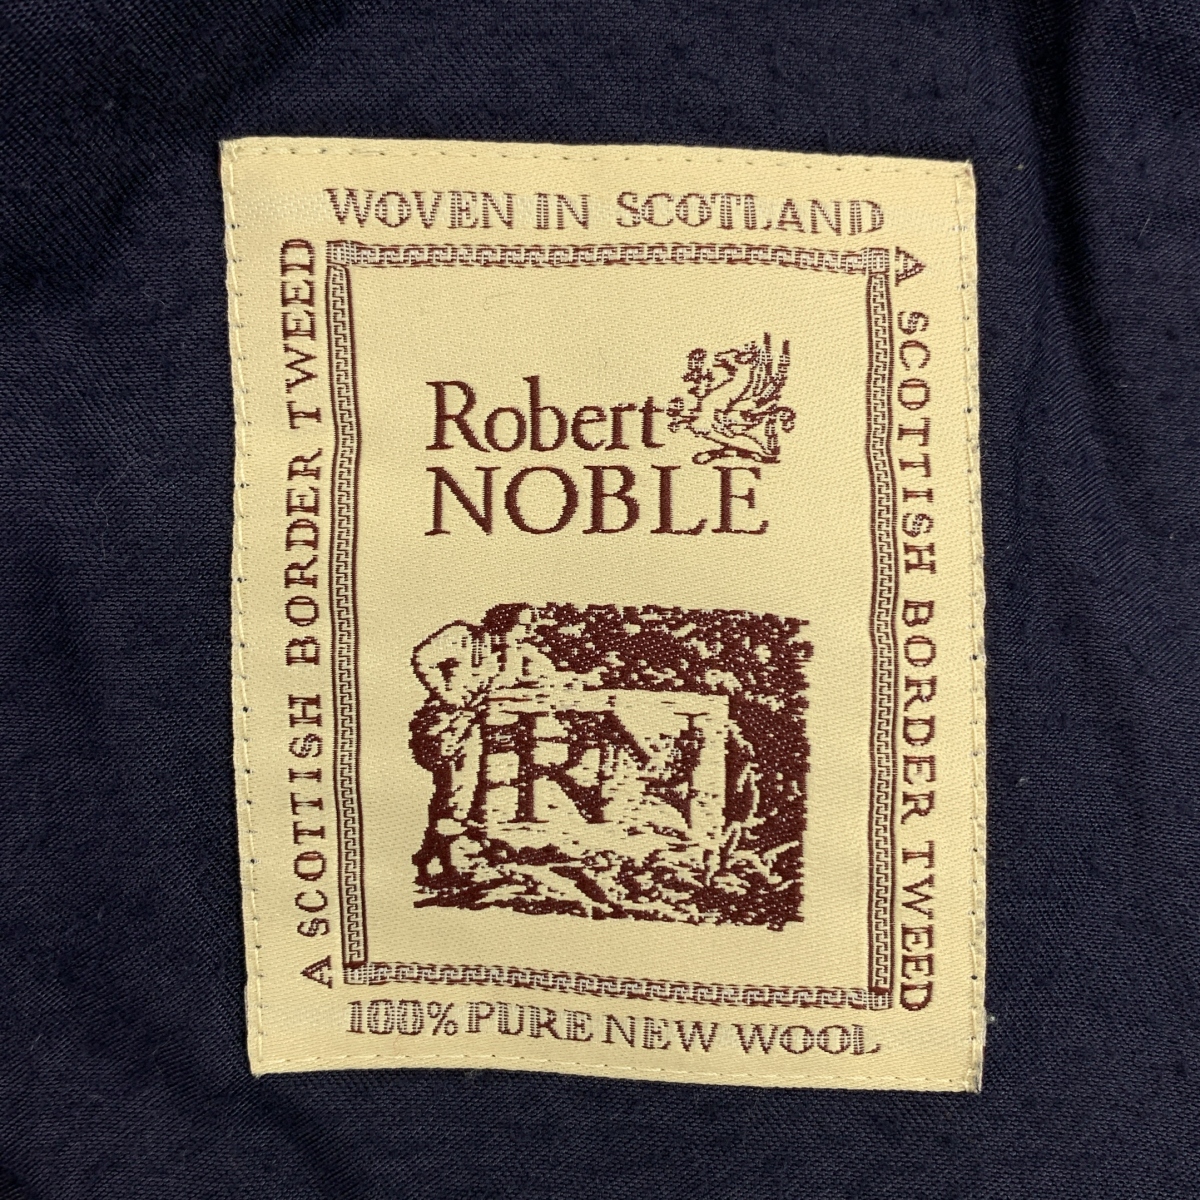 WOVEN IN SCOTLAND
A SCOTTISH BORDER TWEED
A SCOTTISH BORDER TWEED
Robert
NOBLE
RN
100% PURE NEW WOOL